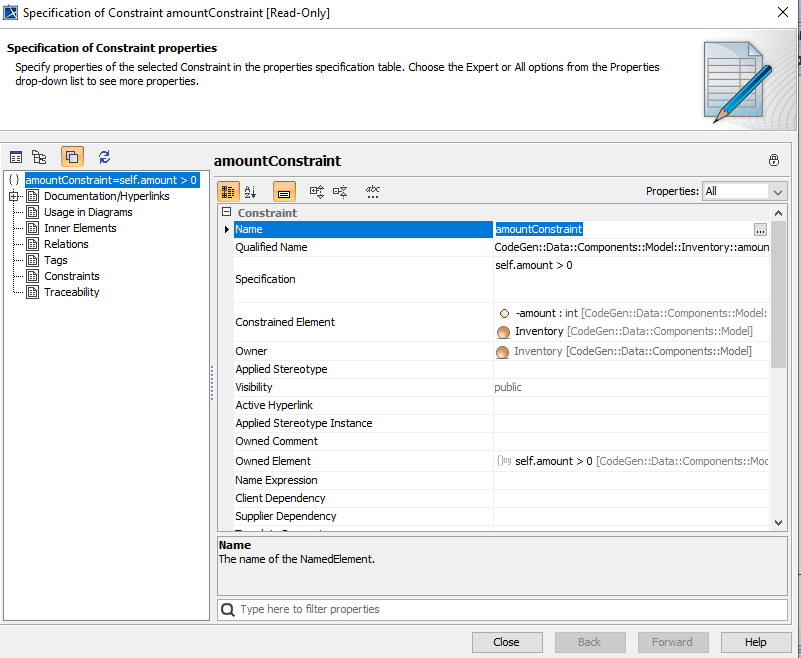 Specification of Constraint amountConstraint [Read-Only]
Specification of Constraint properties
Specify properties of the selected Constraint in the properties specification table. Choose the Expert or All options from the Properties
drop-down list to see more properties.
amountConstraint=self.amount > 0
Documentation/Hyperlinks
Usage in Diagrams
Inner Elements
Relations
Tags
Constraints
Traceability
amountConstraint
Properties: All
Constraint
Name amountConstraint ...
Qualified Name CodeGen::Data::Components::Model::Inventory::amoun
Specification self.amount > 0
Constrained Element -amount : int [CodeGen::Data::Components::Model:
Inventory [CodeGen::Data::Components::Model]
Owner Inventory [CodeGen::Data::Components::Model]
Applied Stereotype
Visibility public
Active Hyperlink
Applied Stereotype Instance
Owned Comment
Owned Element self.amount > 0 [CodeGen::Data::Components::Mod
Name Expression
Client Dependency
Supplier Dependency
Name
The name of the NamedElement.
Type here to filter properties
Close Back Forward Help